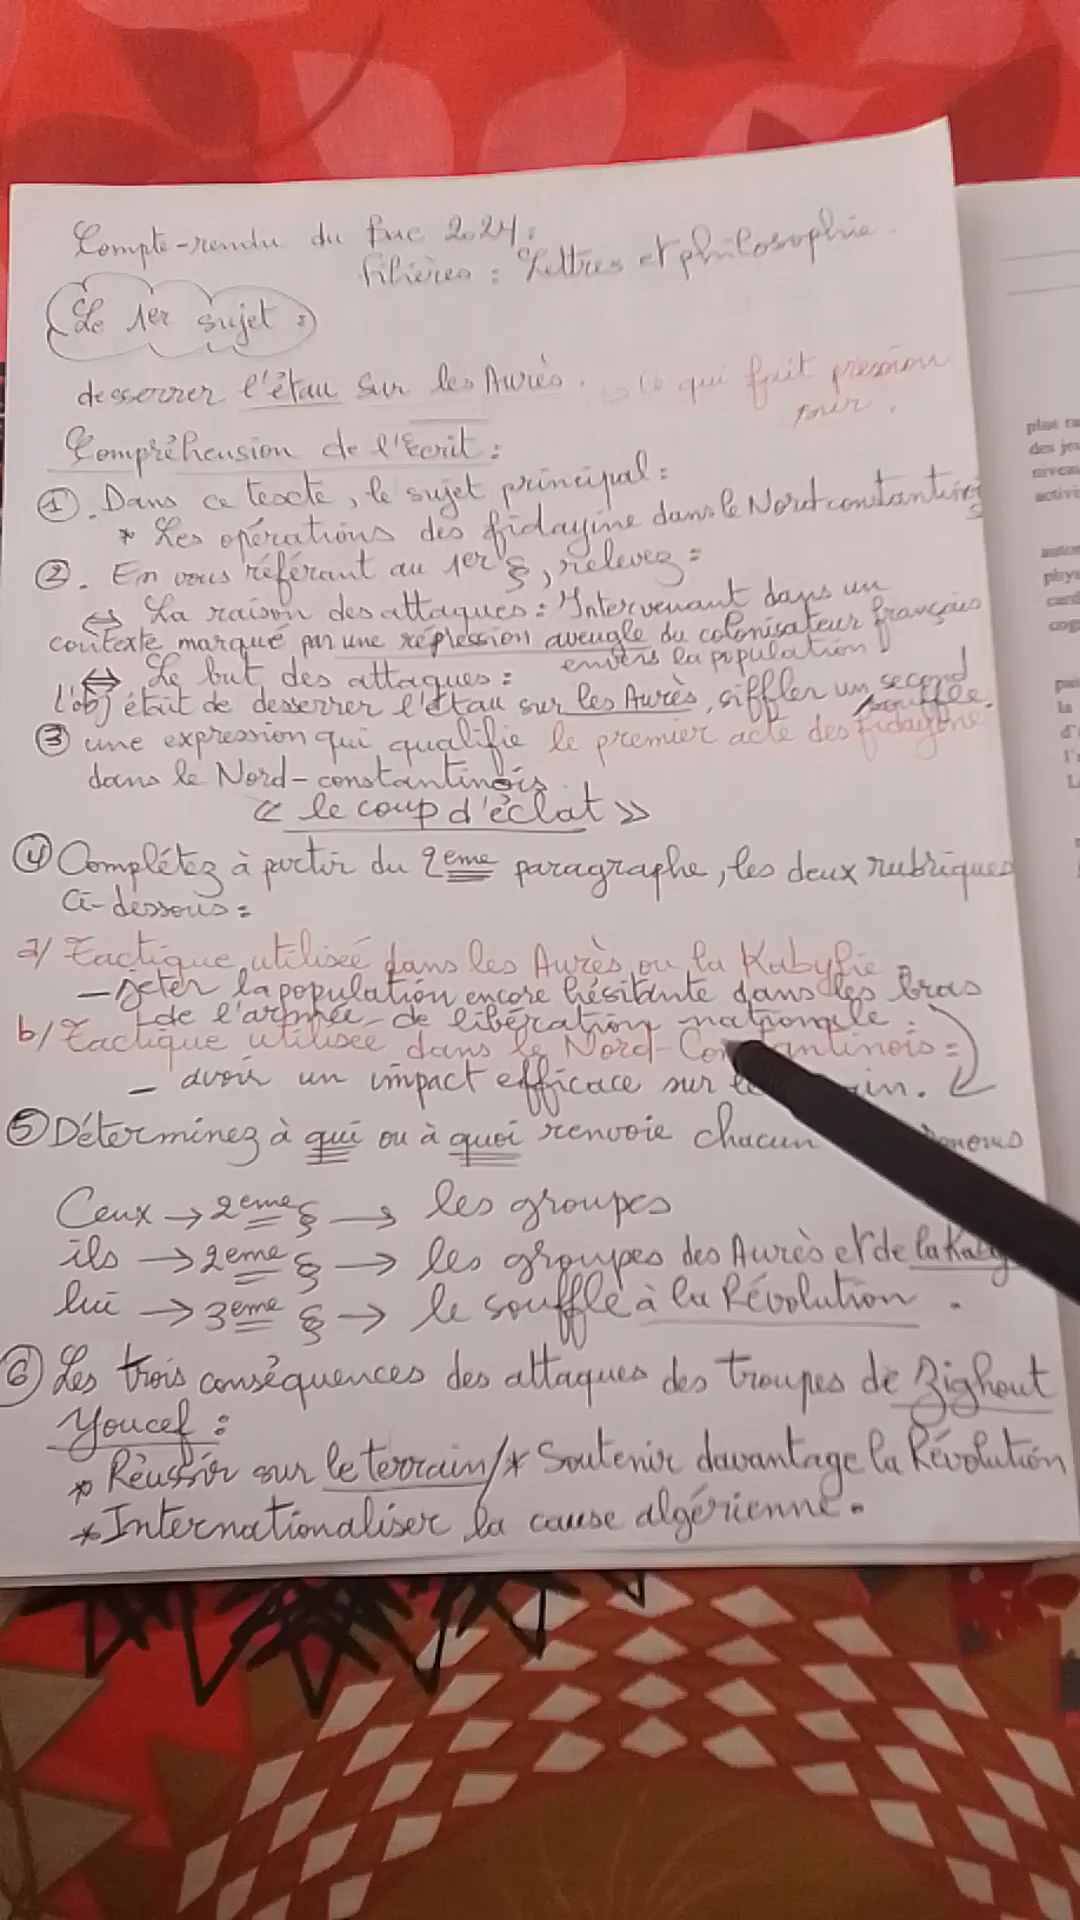 Compte-rendu du Bac 2024:
filières : Lettres et philosophie.
Le 1er sujet :
desserrer l'étau sur les Aurès. Ce qui fait pression
sur.
Compréhension de l'écrit :
① Dans ce texte, le sujet principal :
* Les opérations des fidayine dans le Nord constantinois
② . En vous référant au 1er §, relevez :
⇔ La raison des attaques : Intervenant dans un
contexte marqué par une répression aveugle du colonisateur français
envers la population
⇔ Le but des attaques :
l'obj était de desserrer l'étau sur les Aurès, siffler un second
souffle.
③ une expression qui qualifie le premier acte des fidayine
dans le Nord-constantinois
« le coup d'éclat »
④ Complétez à partir du 2eme paragraphe, les deux rubriques
ci-dessous :
a/ Tactique utilisée dans les Aurès ou la Kabylie :
- Jeter la population encore hésitante dans les bras
de l'armée de libération nationale.
b/ Tactique utilisée dans le Nord-Constantinois :
- avoir un impact efficace sur
⑤ Déterminez à qui ou à quoi renvoie chacun
Ceux → 2eme § → les groupes
ils → 2eme § → les groupes des Aurès et de
lui → 3eme § → le souffle à la Révolution .
⑥ Les trois conséquences des attaques des troupes de Zighout
Youcef :
* Réussir sur le terrain / * Soutenir davantage la Révolution
* Internationaliser la cause algérienne.